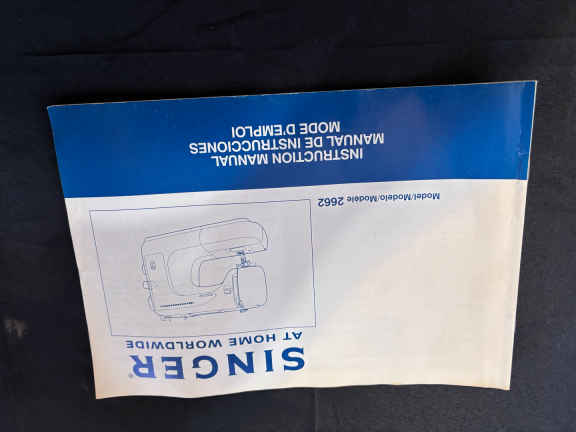 SINGER®
AT HOME WORLDWIDE
Model/Modelo/Modèle 2662
INSTRUCTION MANUAL
MANUAL DE INSTRUCCIONES
MODE D'EMPLOI